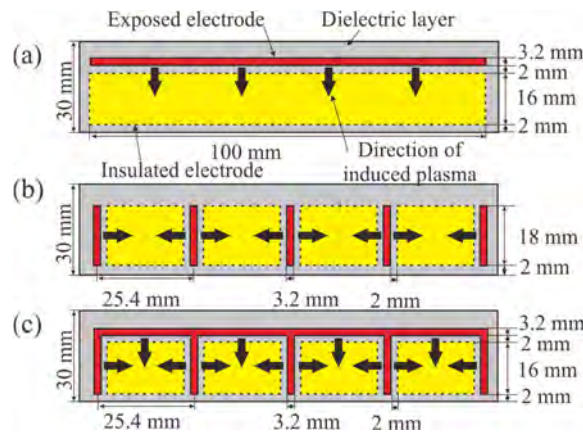 Exposed electrode
Dielectric layer
(a)
3.2 mm
2 mm
30 mm
16 mm
2 mm
100 mm
Insulated electrode
Direction of
induced plasma
(b)
30 mm
18 mm
2 mm
25.4 mm
3.2 mm
2 mm
(c)
3.2 mm
2 mm
30 mm
16 mm
2 mm
25.4 mm
3.2 mm
2 mm